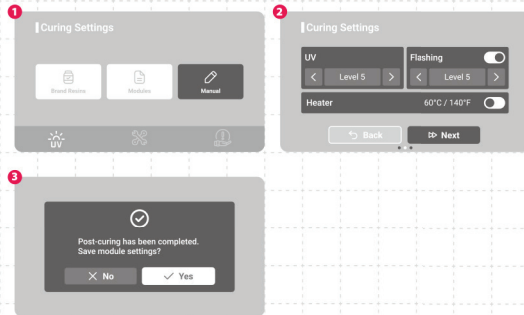 1
Curing Settings
Brand Resins
Modules
Manual
UV
2
Curing Settings
UV
Flashing
< Level 5 >
< Level 5 >
Heater
60°C / 140°F
Back
Next
3
Post-curing has been completed.
Save module settings?
No
Yes